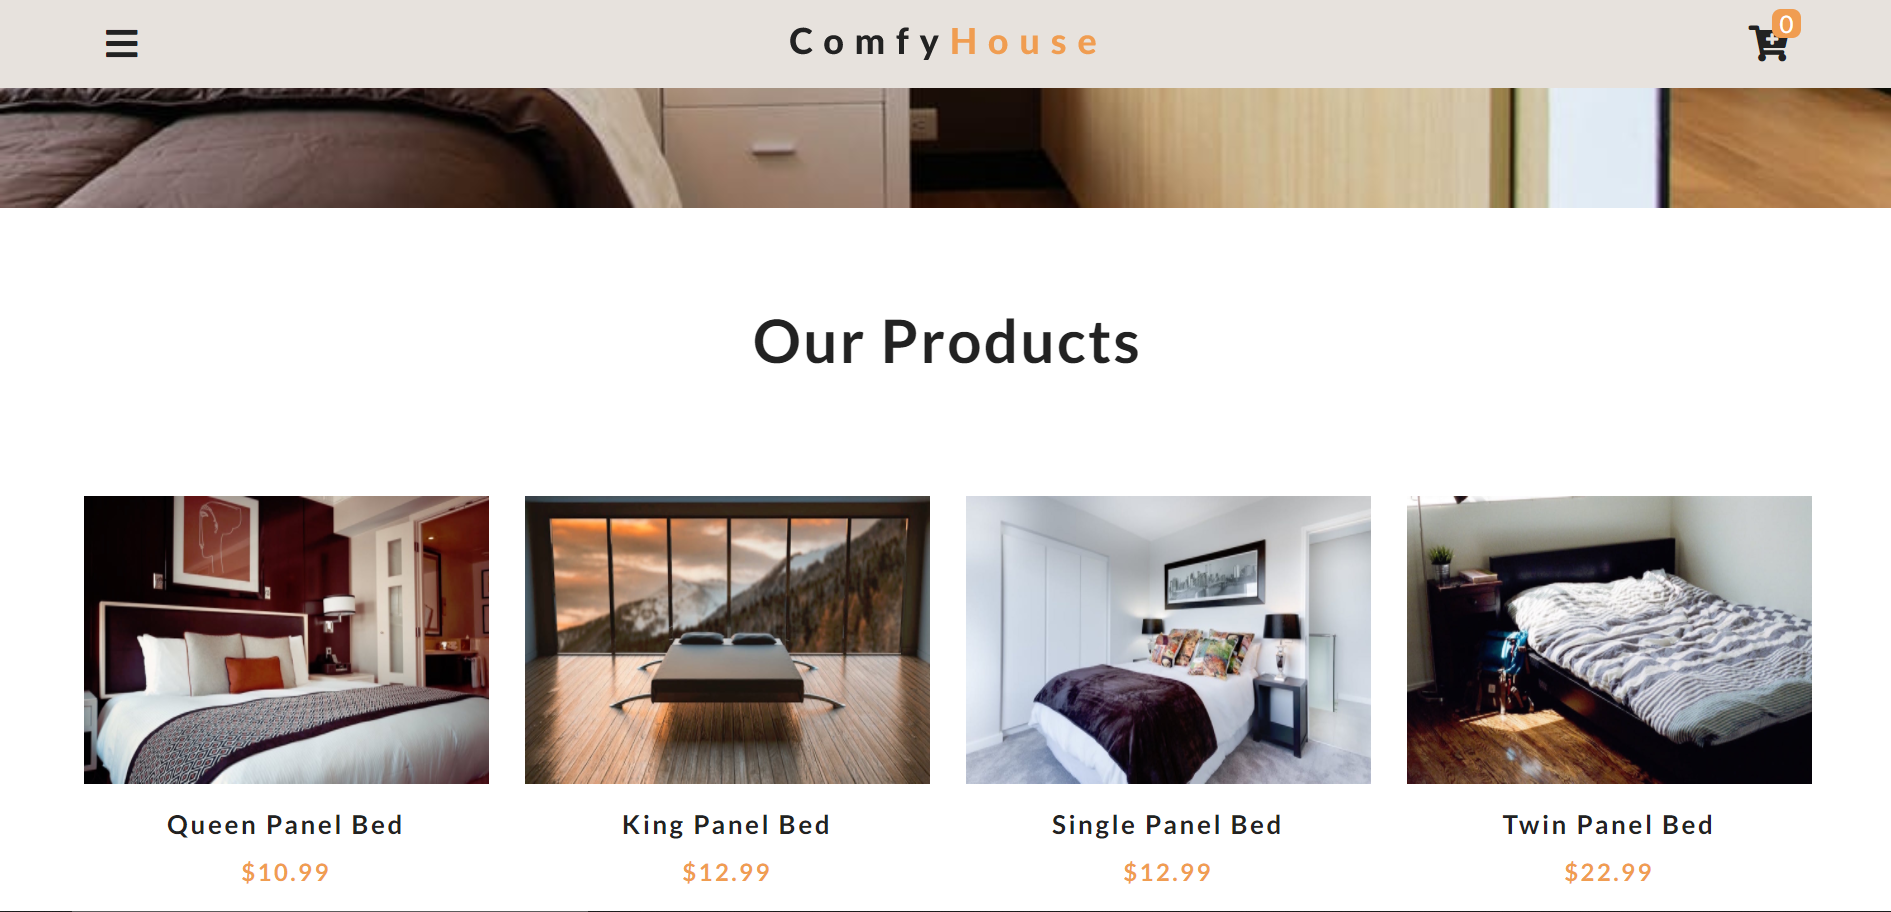 ComfyHouse
0
Our Products
Queen Panel Bed
King Panel Bed
Single Panel Bed
Twin Panel Bed
$10.99
$12.99
$12.99
$22.99